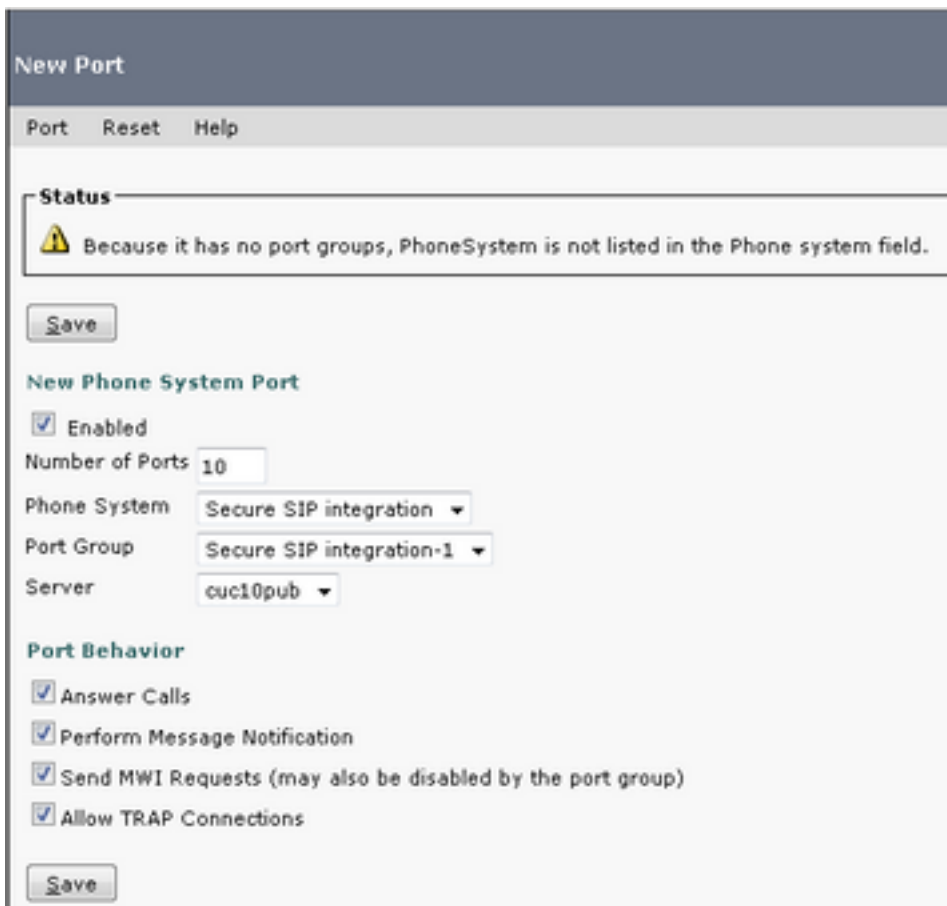 New Port
Port Reset Help
Status
Because it has no port groups, PhoneSystem is not listed in the Phone system field.
Save
New Phone System Port
Enabled
Number of Ports 10
Phone System Secure SIP integration
Port Group Secure SIP integration-1
Server cuc10pub
Port Behavior
Answer Calls
Perform Message Notification
Send MWI Requests (may also be disabled by the port group)
Allow TRAP Connections
Save